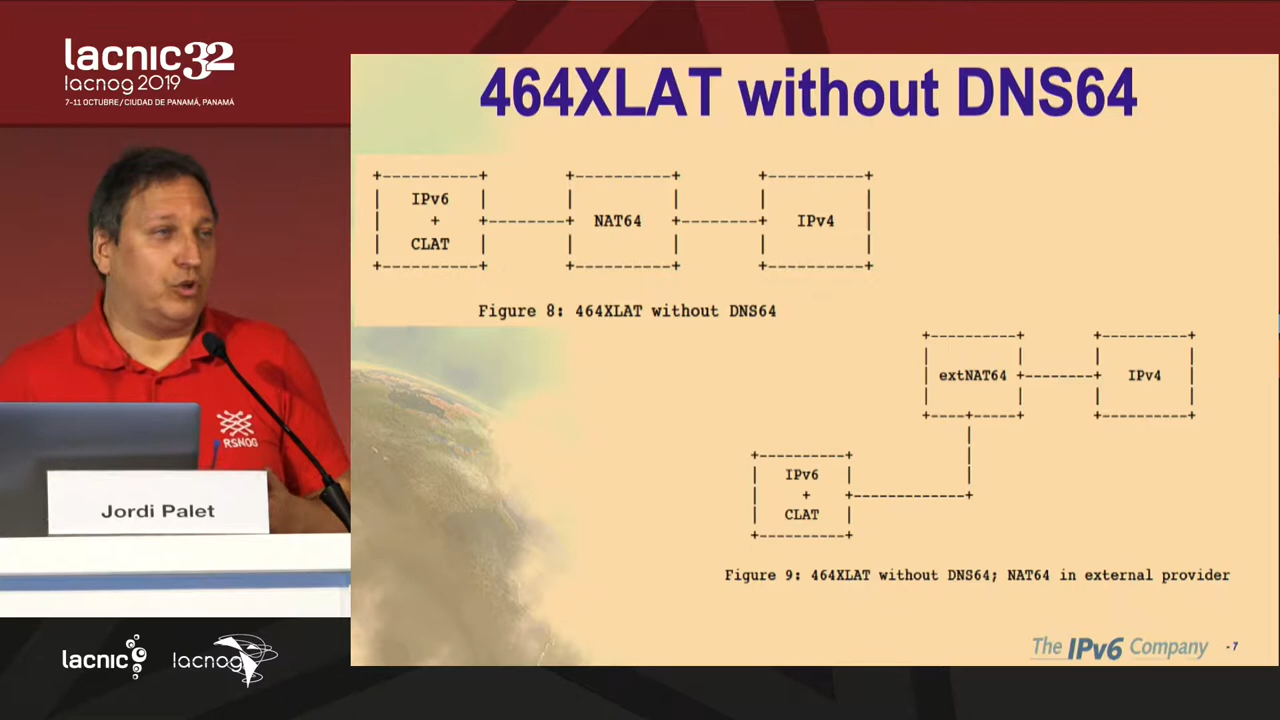 lacnic32
lacnog 2019
7-11 OCTUBRE / CIUDAD DE PANAMÁ, PANAMÁ
464XLAT without DNS64
IPv6
+
CLAT
NAT64
IPv4
Figure 8: 464XLAT without DNS64
extNAT64
IPv4
IPv6
+
CLAT
Figure 9: 464XLAT without DNS64; NAT64 in external provider
The IPv6 Company
- 7
RSNOG
Jordi Palet
lacnic
lacnog